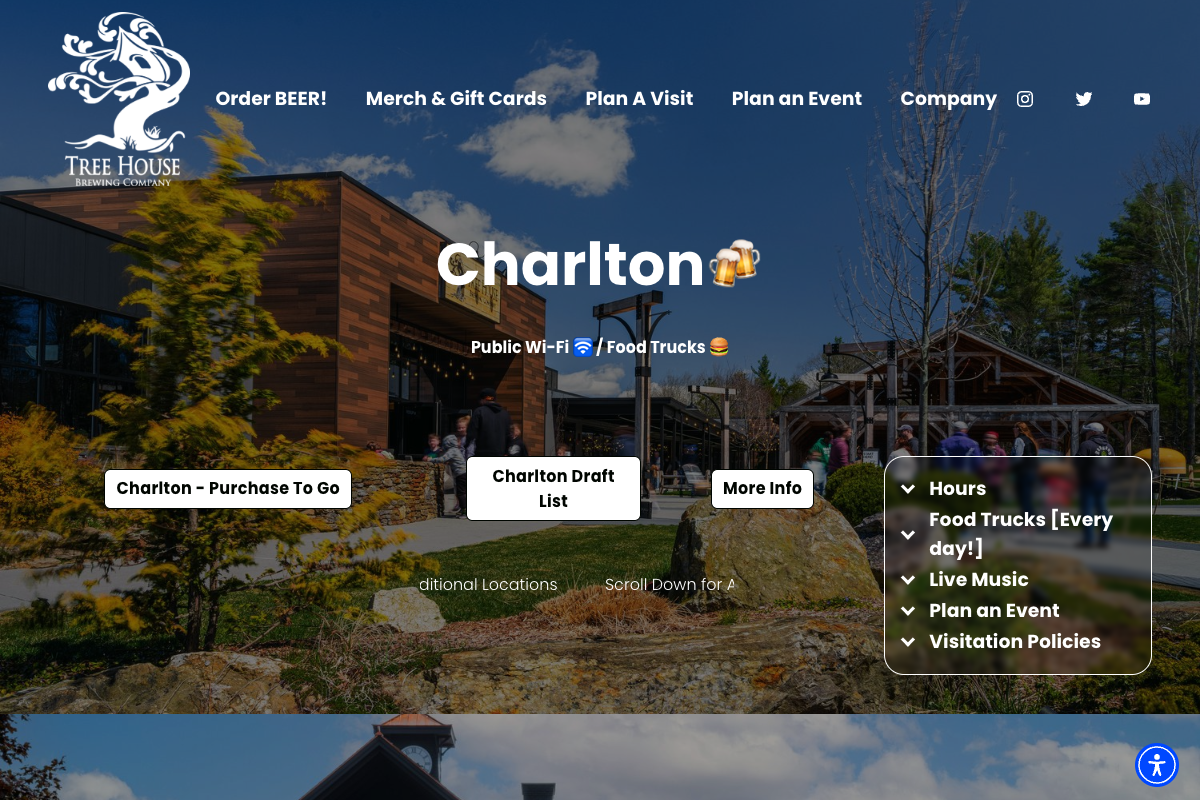 TREE HOUSE
BREWING COMPANY
Order BEER!
Merch & Gift Cards
Plan A Visit
Plan an Event
Company
Charlton🍻
Public Wi-Fi 🛜 / Food Trucks 🍔
Charlton - Purchase To Go
Charlton Draft
List
More Info
Hours
Food Trucks [Every
day!]
Live Music
Plan an Event
Visitation Policies
ditional Locations
Scroll Down for A